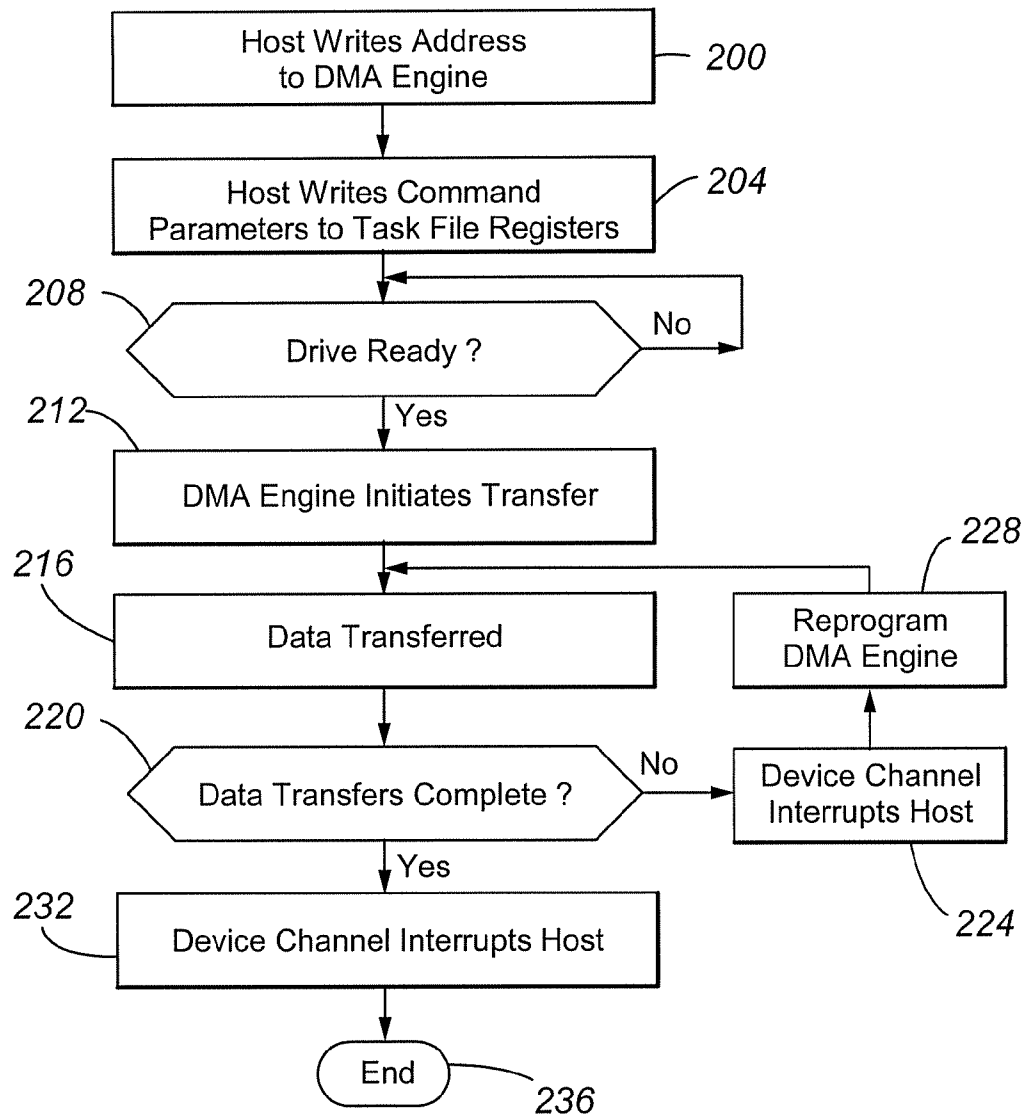 Host Writes Address
to DMA Engine
200
Host Writes Command
Parameters to Task File Registers
204
208
Drive Ready ?
No
Yes
212
DMA Engine Initiates Transfer
216
Data Transferred
228
Reprogram
DMA Engine
220
Data Transfers Complete ?
No
Device Channel
Interrupts Host
224
Yes
232
Device Channel Interrupts Host
End
236